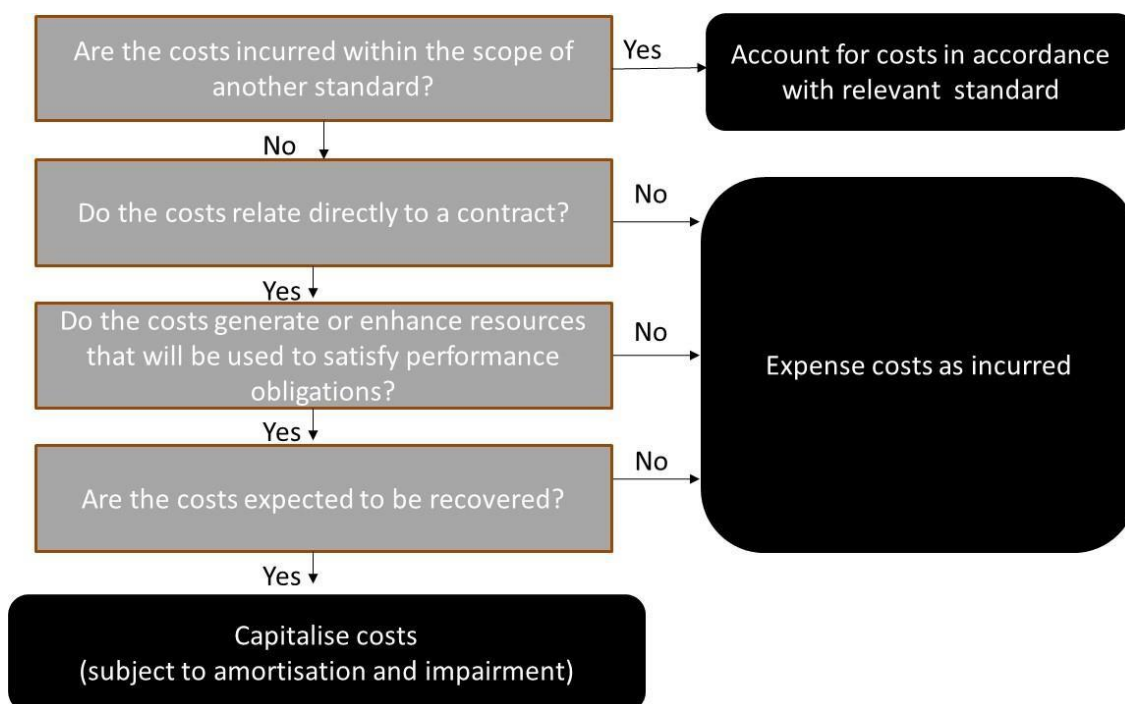 Are the costs incurred within the scope of
another standard?
Yes
Account for costs in accordance
with relevant standard
No
Do the costs relate directly to a contract?
No
Yes
Do the costs generate or enhance resources
that will be used to satisfy performance
obligations?
No
Expense costs as incurred
Yes
Are the costs expected to be recovered?
No
Yes
Capitalise costs
(subject to amortisation and impairment)